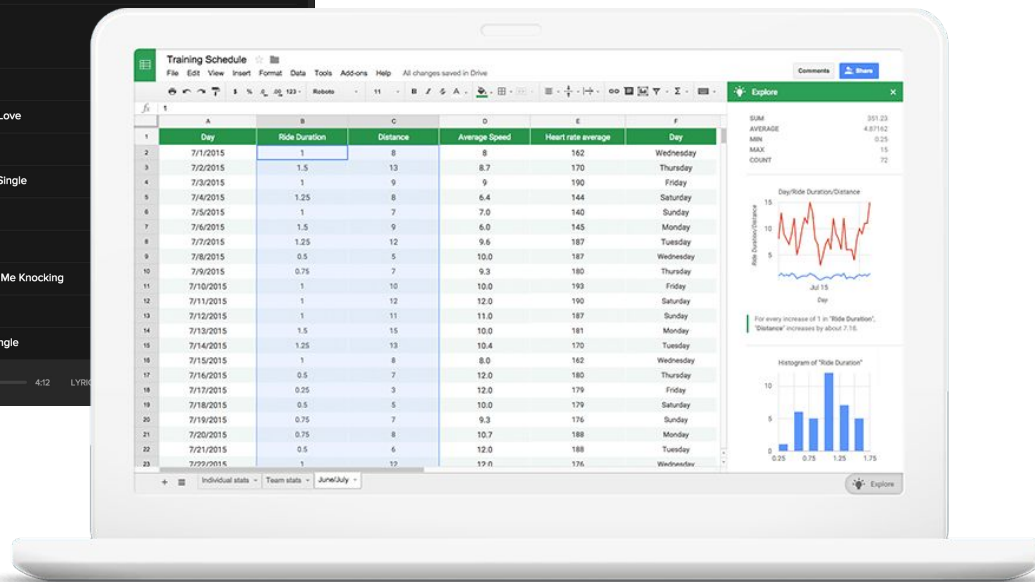 Love
Single
Me Knocking
ngle
4:12 LYRIC
Training Schedule
File Edit View Insert Format Data Tools Add-ons Help All changes saved in Drive
Comments Share
$ % .0 .00 123 Roboto 11 B I S A
Explore
fx 1
A B C D E F
1 Day Ride Duration Distance Average Speed Heart rate average Day
2 7/1/2015 1 8 8 162 Wednesday
3 7/2/2015 1.5 13 8.7 170 Thursday
4 7/3/2015 1 9 9 190 Friday
5 7/4/2015 1.25 8 6.4 144 Saturday
6 7/5/2015 1 7 7.0 140 Sunday
7 7/6/2015 1.5 9 6.0 145 Monday
8 7/7/2015 1.25 12 9.6 187 Tuesday
9 7/8/2015 0.5 5 10.0 187 Wednesday
10 7/9/2015 0.75 7 9.3 180 Thursday
11 7/10/2015 1 10 10.0 193 Friday
12 7/11/2015 1 12 12.0 190 Saturday
13 7/12/2015 1 11 11.0 187 Sunday
14 7/13/2015 1.5 15 10.0 181 Monday
15 7/14/2015 1.25 13 10.4 170 Tuesday
16 7/15/2015 1 8 8.0 162 Wednesday
17 7/16/2015 0.5 7 12.0 180 Thursday
18 7/17/2015 0.25 3 12.0 179 Friday
19 7/18/2015 0.5 5 10.0 179 Saturday
20 7/19/2015 0.75 7 9.3 176 Sunday
21 7/20/2015 0.75 8 10.7 188 Monday
22 7/21/2015 0.5 6 12.0 188 Tuesday
23 7/22/2015 1 12 12.0 176 Wednesday
SUM 351.23
AVERAGE 4.87162
MIN 0.25
MAX 15
COUNT 72
Day/Ride Duration/Distance
Ride Duration/Distance
15
10
5
Jul 15
Day
For every increase of 1 in "Ride Duration",
"Distance" increases by about 7.16.
Histogram of "Ride Duration"
10
5
0
0.25 0.75 1.25 1.75
Individual stats Team stats June/July
Explore